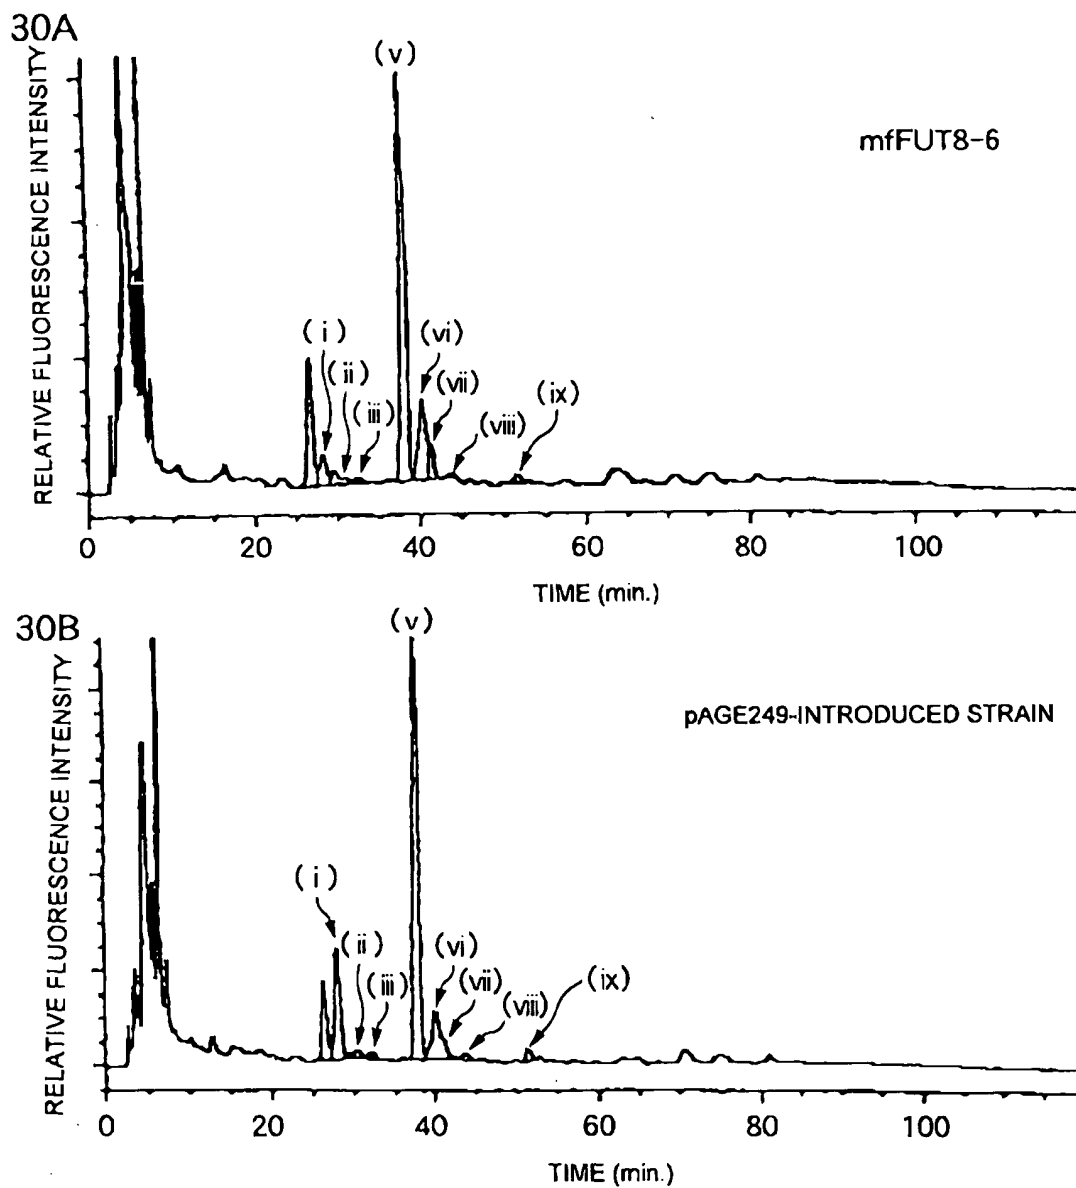 30A
RELATIVE FLUORESCENCE INTENSITY
(v)
mfFUT8-6
(i)
(ii)
(iii)
(vi)
(vii)
(viii)
(ix)
0 20 40 60 80 100
TIME (min.)
30B
RELATIVE FLUORESCENCE INTENSITY
(v)
pAGE249-INTRODUCED STRAIN
(i)
(ii)
(iii)
(vi)
(vii)
(viii)
(ix)
0 20 40 60 80 100
TIME (min.)